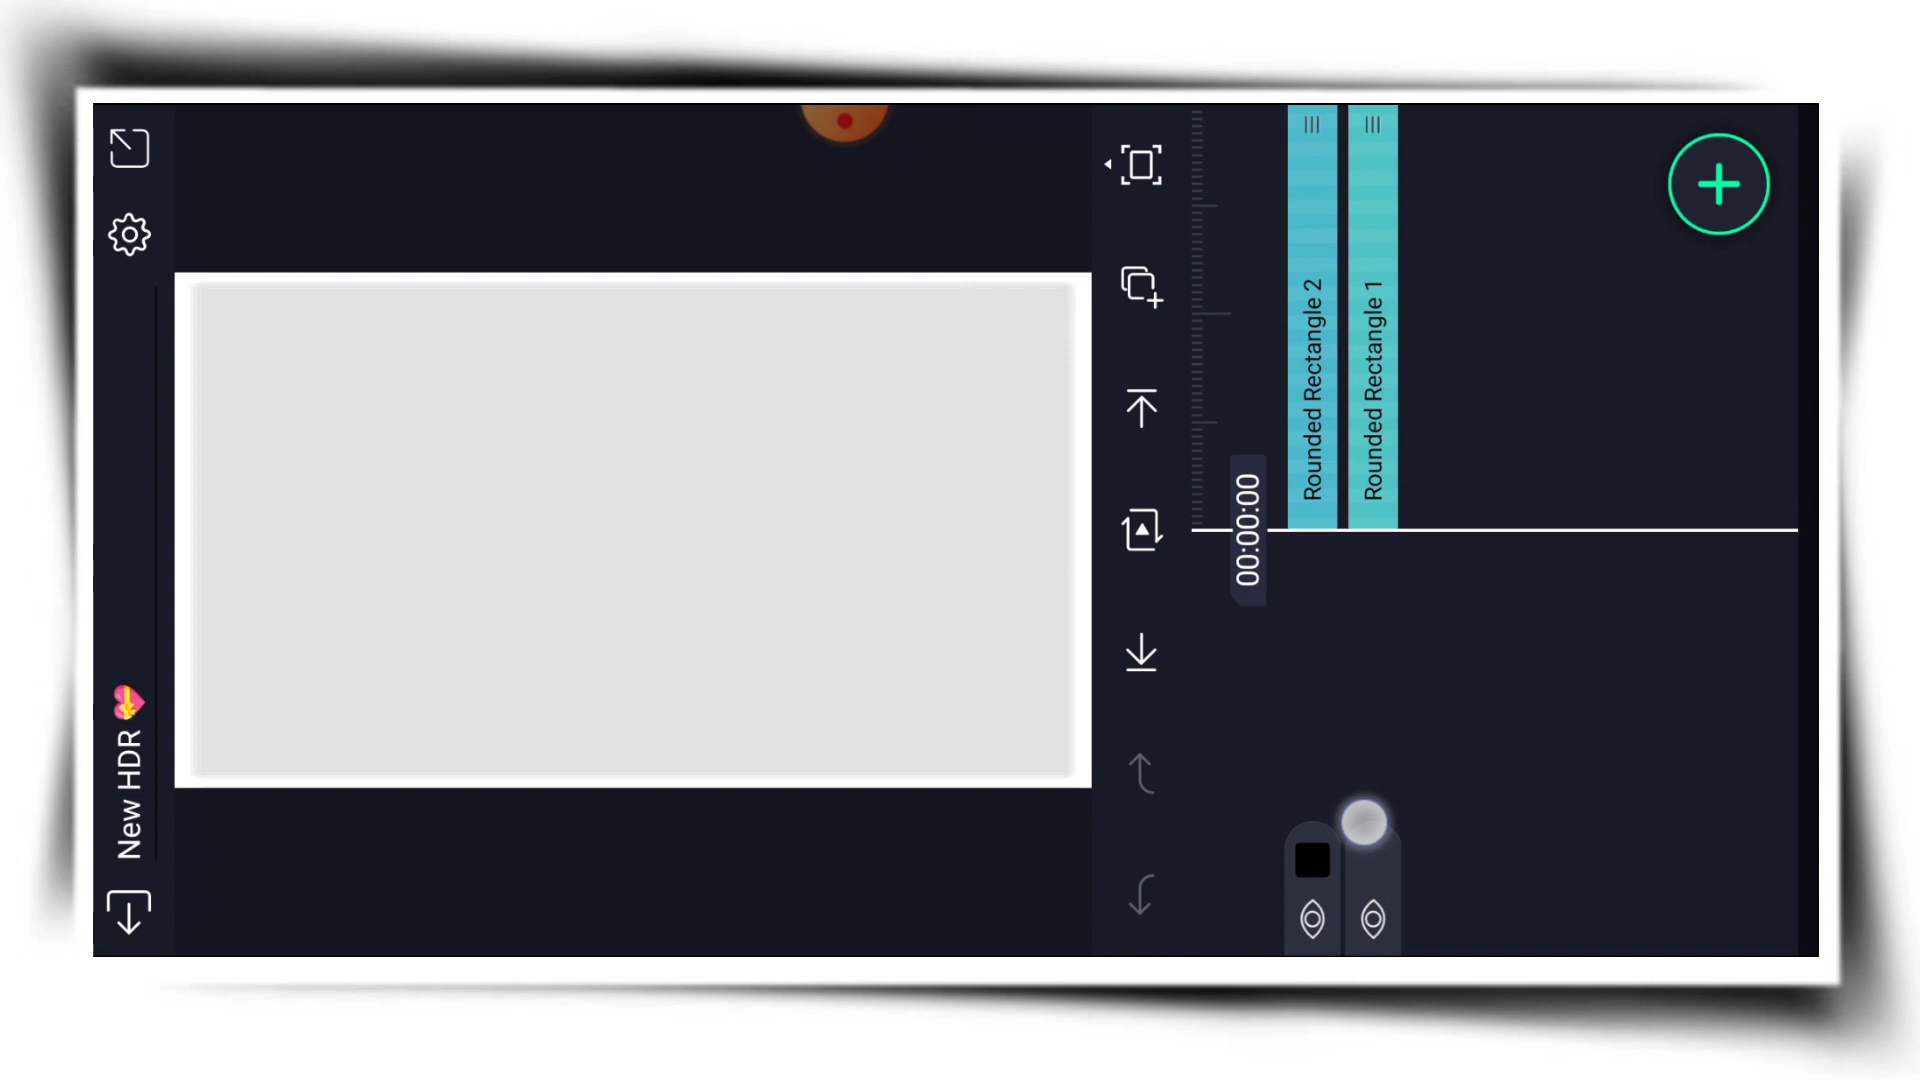 New HDR 💝
00:00:00
Rounded Rectangle 2
Rounded Rectangle 1